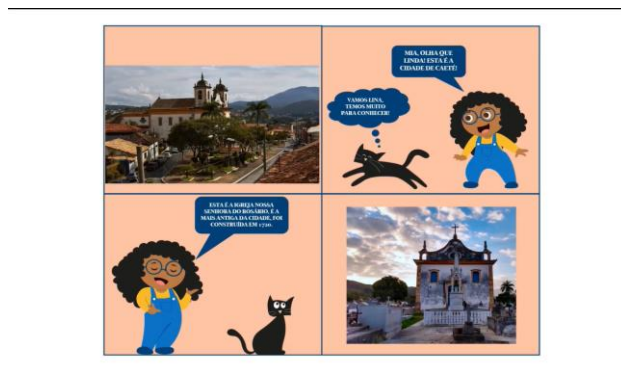 MIA, OLHA QUE
LINDA! ESTA É A
CIDADE DE CAETÉ!
VAMOS LINA,
TEMOS MUITO
PARA CONHECER!
ESTA É A IGREJA NOSSA
SENHORA DO ROSÁRIO, É A
MAIS ANTIGA DA CIDADE, FOI
CONSTRUÍDA EM 1720.